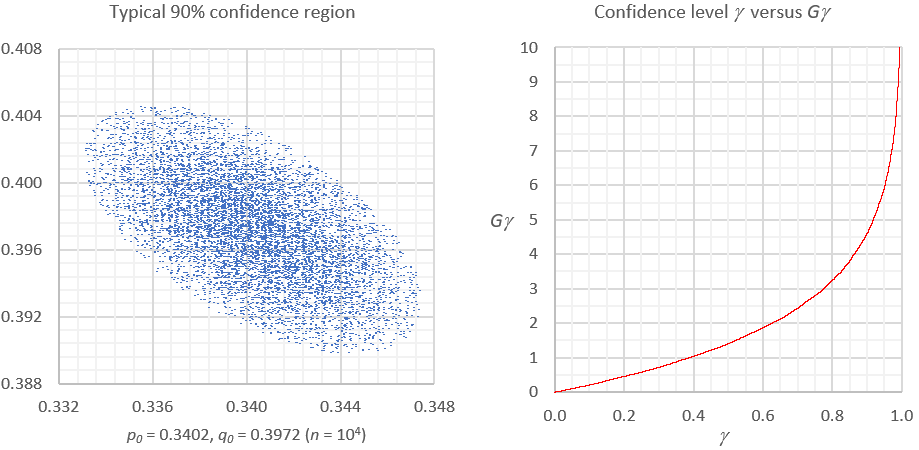 Typical 90% confidence region
0.408
0.404
0.400
0.396
0.392
0.388
0.332 0.336 0.340 0.344 0.348
p₀ = 0.3402, q₀ = 0.3972 (n = 10⁴)
Confidence level γ versus Gγ
10
9
8
7
6
Gγ 5
4
3
2
1
0
0.0 0.2 0.4 0.6 0.8 1.0
γ